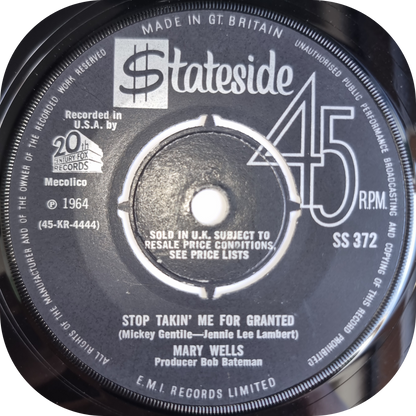 MADE IN GT. BRITAIN
$tateside
UNAUTHORISED PUBLIC PERFORMANCE BROADCASTING AND COPYING OF THIS RECORD PROHIBITED
ALL RIGHTS OF THE MANUFACTURER AND OF THE OWNER OF THE RECORDED WORK RESERVED
Recorded in
U.S.A. by
20th
CENTURY FOX
RECORDS
Mecolico
℗ 1964
(45-KR-4444)
45
R.P.M.
SS 372
SOLD IN U.K. SUBJECT TO
RESALE PRICE CONDITIONS,
SEE PRICE LISTS
STOP TAKIN' ME FOR GRANTED
(Mickey Gentile—Jennie Lee Lambert)
MARY WELLS
Producer Bob Bateman
E.M.I. RECORDS LIMITED